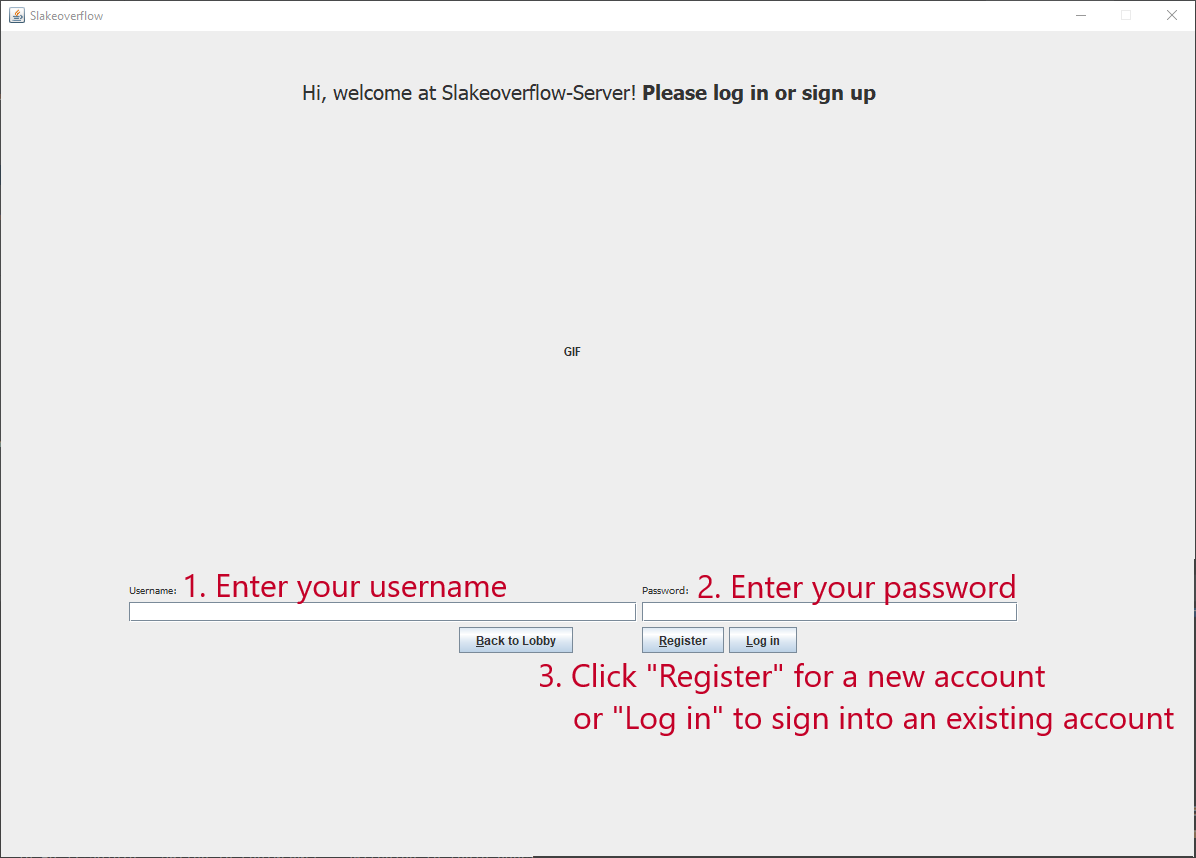 Slakeoverflow
Hi, welcome at Slakeoverflow-Server! Please log in or sign up
GIF
Username: 1. Enter your username
Password: 2. Enter your password
Back to Lobby
Register
Log in
3. Click "Register" for a new account
or "Log in" to sign into an existing account